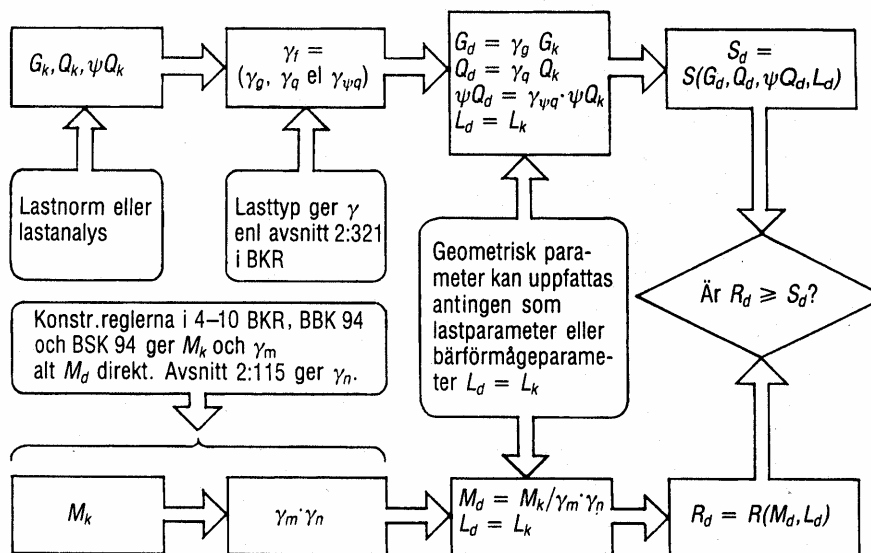 G_k, Q_k, ψQ_k
γ_f =
(γ_g, γ_q el γ_ψq)
G_d = γ_g G_k
Q_d = γ_q Q_k
ψQ_d = γ_ψq · ψQ_k
L_d = L_k
S_d =
S(G_d, Q_d, ψQ_d, L_d)
Lastnorm eller
lastanalys
Lasttyp ger γ
enl avsnitt 2:321
i BKR
Geometrisk para-
meter kan uppfattas
antingen som
lastparameter eller
bärförmågeparame-
ter L_d = L_k
Är R_d ⩾ S_d?
Konstr.reglerna i 4–10 BKR, BBK 94
och BSK 94 ger M_k och γ_m
alt M_d direkt. Avsnitt 2:115 ger γ_n.
M_k
γ_m · γ_n
M_d = M_k/γ_m · γ_n
L_d = L_k
R_d = R(M_d, L_d)